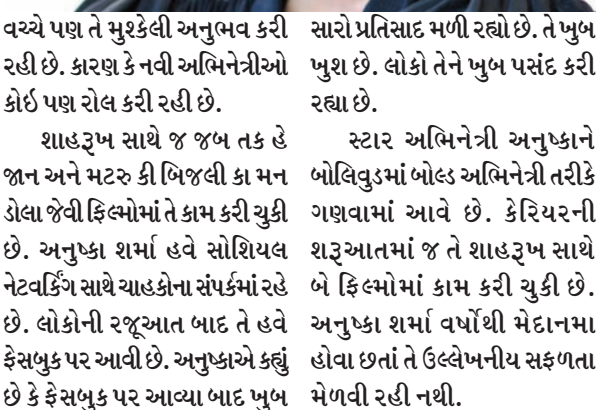 વચ્ચે પણ તે મુશ્કેલી અનુભવ કરી
રહી છે. કારણ કે નવી અભિનેત્રીઓ
કોઇ પણ રોલ કરી રહી છે.
શાહરૂખ સાથે જ જબ તક હે
જાન અને મટરુ કી બિજલી કા મન
ડોલા જેવી ફિલ્મોમાં તે કામ કરી ચુકી
છે. અનુષ્કા શર્મા હવે સોશિયલ
નેટવર્કિંગ સાથે ચાહકોના સંપર્કમાં રહે
છે. લોકોની રજૂઆત બાદ તે હવે
ફેસબુક પર આવી છે. અનુષ્કાએ કહ્યું
છે કે ફેસબુક પર આવ્યા બાદ ખુબ
સારો પ્રતિસાદ મળી રહ્યો છે. તે ખુબ
ખુશ છે. લોકો તેને ખુબ પસંદ કરી
રહ્યા છે.
સ્ટાર અભિનેત્રી અનુષ્કાને
બોલિવુડમાં બોલ્ડ અભિનેત્રી તરીકે
ગણવામાં આવે છે. કેરિયરની
શરૂઆતમાં જ તે શાહરૂખ સાથે
બે ફિલ્મોમાં કામ કરી ચુકી છે.
અનુષ્કા શર્મા વર્ષોથી મેદાનમા
હોવા છતાં તે ઉલ્લેખનીય સફળતા
મેળવી રહી નથી.